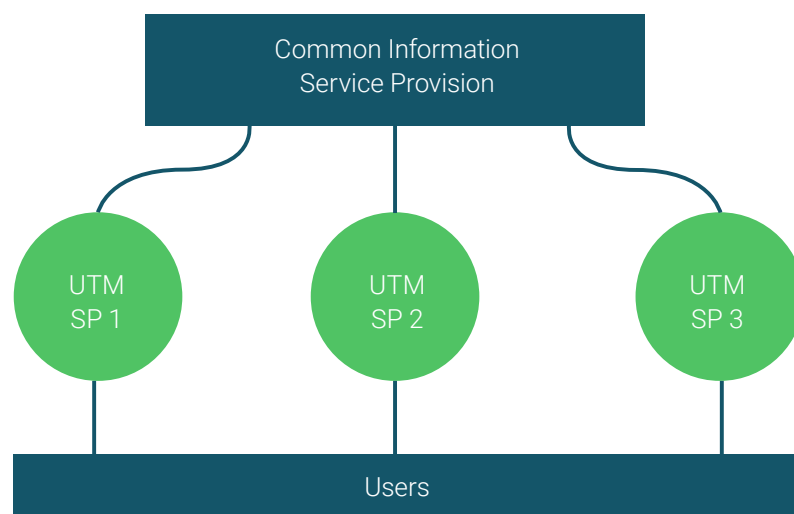 Common Information
Service Provision
UTM
SP 1
UTM
SP 2
UTM
SP 3
Users